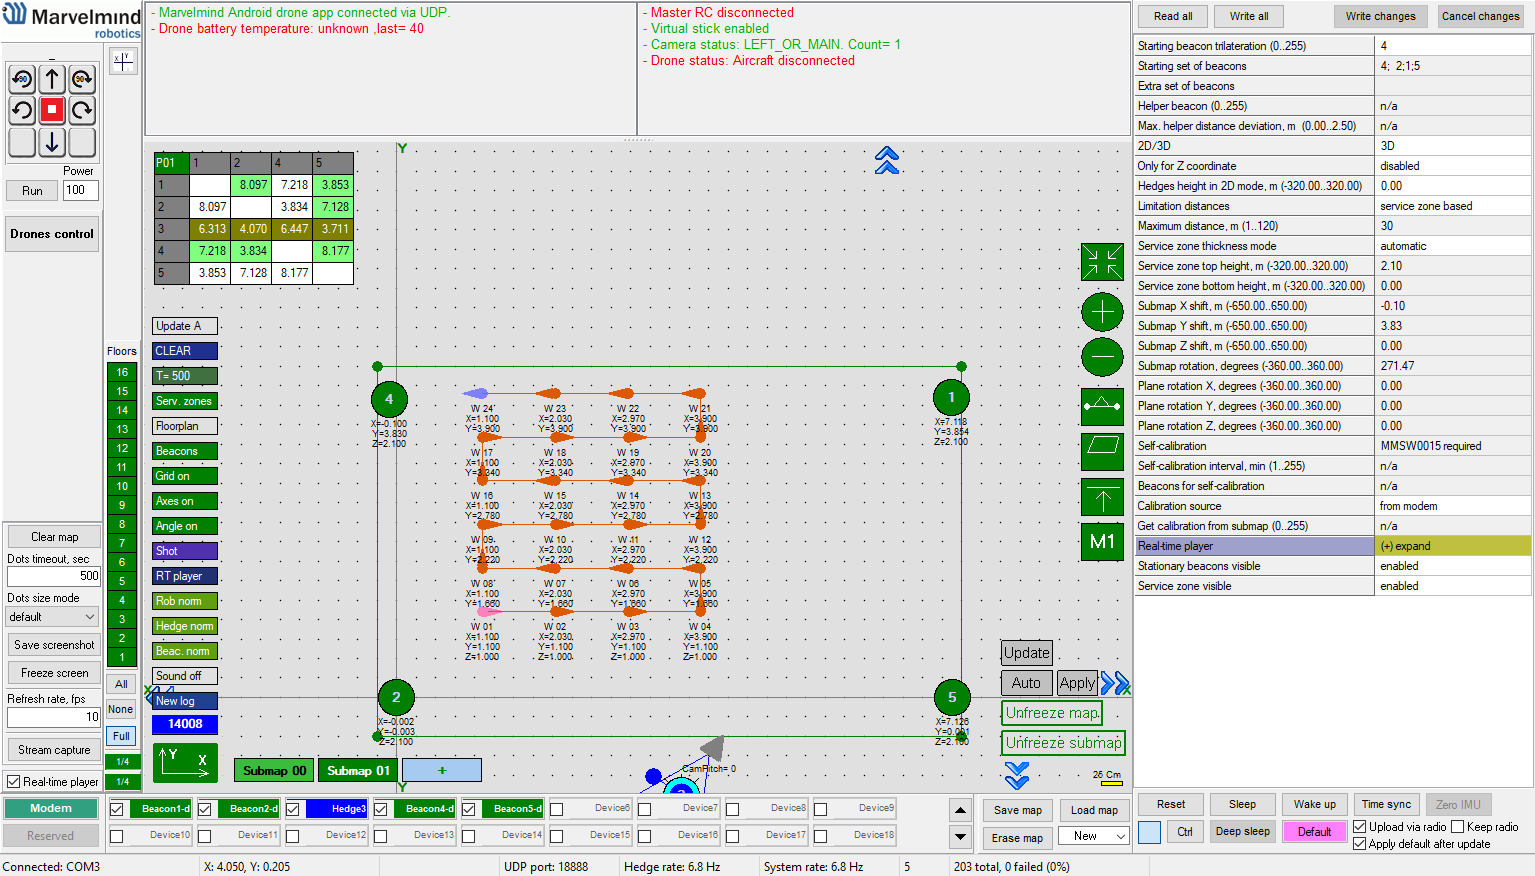 Marvelmind
robotics
- Marvelmind Android drone app connected via UDP.
- Drone battery temperature: unknown ,last= 40
- Master RC disconnected
- Virtual stick enabled
- Camera status: LEFT_OR_MAIN. Count= 1
- Drone status: Aircraft disconnected
Read all
Write all
Write changes
Cancel changes
Starting beacon trilateration (0..255) 4
Starting set of beacons 4; 2;1;5
Extra set of beacons
Helper beacon (0..255) n/a
Max. helper distance deviation, m (0.00..2.50) n/a
2D/3D 3D
Only for Z coordinate disabled
Hedges height in 2D mode, m (-320.00..320.00) 0.00
Limitation distances service zone based
Maximum distance, m (1..120) 30
Service zone thickness mode automatic
Service zone top height, m (-320.00..320.00) 2.10
Service zone bottom height, m (-320.00..320.00) 0.00
Submap X shift, m (-650.00..650.00) -0.10
Submap Y shift, m (-650.00..650.00) 3.83
Submap Z shift, m (-650.00..650.00) 0.00
Submap rotation, degrees (-360.00..360.00) 271.47
Plane rotation X, degrees (-360.00..360.00) 0.00
Plane rotation Y, degrees (-360.00..360.00) 0.00
Plane rotation Z, degrees (-360.00..360.00) 0.00
Self-calibration MMSW0015 required
Self-calibration interval, min (1..255) n/a
Beacons for self-calibration n/a
Calibration source from modem
Get calibration from submap (0..255) n/a
Real-time player (+) expand
Stationary beacons visible enabled
Service zone visible enabled
90
90
Power
Run
100
Drones control
Clear map
Dots timeout, sec
500
Dots size mode
default
Save screenshot
Freeze screen
Refresh rate, fps
10
Stream capture
Real-time player
Y X
Floors
16
15
14
13
12
11
10
9
8
7
6
5
4
3
2
1
All
None
Full
1/4
1/4
P01 1 2 4 5
1 8.097 7.218 3.853
2 8.097 3.834 7.128
3 6.313 4.070 6.447 3.711
4 7.218 3.834 8.177
5 3.853 7.128 8.177
Update A
CLEAR
T= 500
Serv. zones
Floorplan
Beacons
Grid on
Axes on
Angle on
Shot
RT player
Rob norm
Hedge norm
Beac. norm
Sound off
New log
14008
Y
X
Y
4
X=-0.100
Y=3.830
Z=2.100
1
X=7.118
Y=3.854
Z=2.100
W 24 W 23 W 22 W 21
X=1.100 X=2.030 X=2.970 X=3.900
Y=3.900 Y=3.900 Y=3.900 Y=3.900
W 17 W 18 W 19 W 20
X=1.100 X=2.030 X=2.970 X=3.900
Y=3.340 Y=3.340 Y=3.340 Y=3.340
W 16 W 15 W 14 W 13
X=1.100 X=2.030 X=2.970 X=3.900
Y=2.780 Y=2.780 Y=2.780 Y=2.780
W 09 W 10 W 11 W 12
X=1.100 X=2.030 X=2.970 X=3.900
Y=2.220 Y=2.220 Y=2.220 Y=2.220
W 08 W 07 W 06 W 05
X=1.100 X=2.030 X=2.970 X=3.900
Y=1.660 Y=1.660 Y=1.660 Y=1.660
W 01 W 02 W 03 W 04
X=1.100 X=2.030 X=2.970 X=3.900
Y=1.100 Y=1.100 Y=1.100 Y=1.100
Z=1.000 Z=1.000 Z=1.000 Z=1.000
2
X=-0.002
Y=-0.003
Z=2.100
5
X=7.126
Y=0.001
Z=2.100
CamPitch= 0
M1
Update
Auto
Apply
X
Unfreeze map
Unfreeze submap
26 Cm
Y
X
Submap 00
Submap 01
+
Y
Modem
Reserved
Beacon1-d Beacon2-d Hedge3 Beacon4-d Beacon5-d Device6 Device7 Device8 Device9
Device10 Device11 Device12 Device13 Device14 Device15 Device16 Device17 Device18
Save map
Load map
Erase map
New
Reset
Sleep
Wake up
Time sync
Zero IMU
Ctrl
Deep sleep
Default
Upload via radio
Keep radio
Apply default after update
Connected: COM3 X: 4.050, Y: 0.205 UDP port: 18888 Hedge rate: 6.8 Hz System rate: 6.8 Hz 5 203 total, 0 failed (0%)